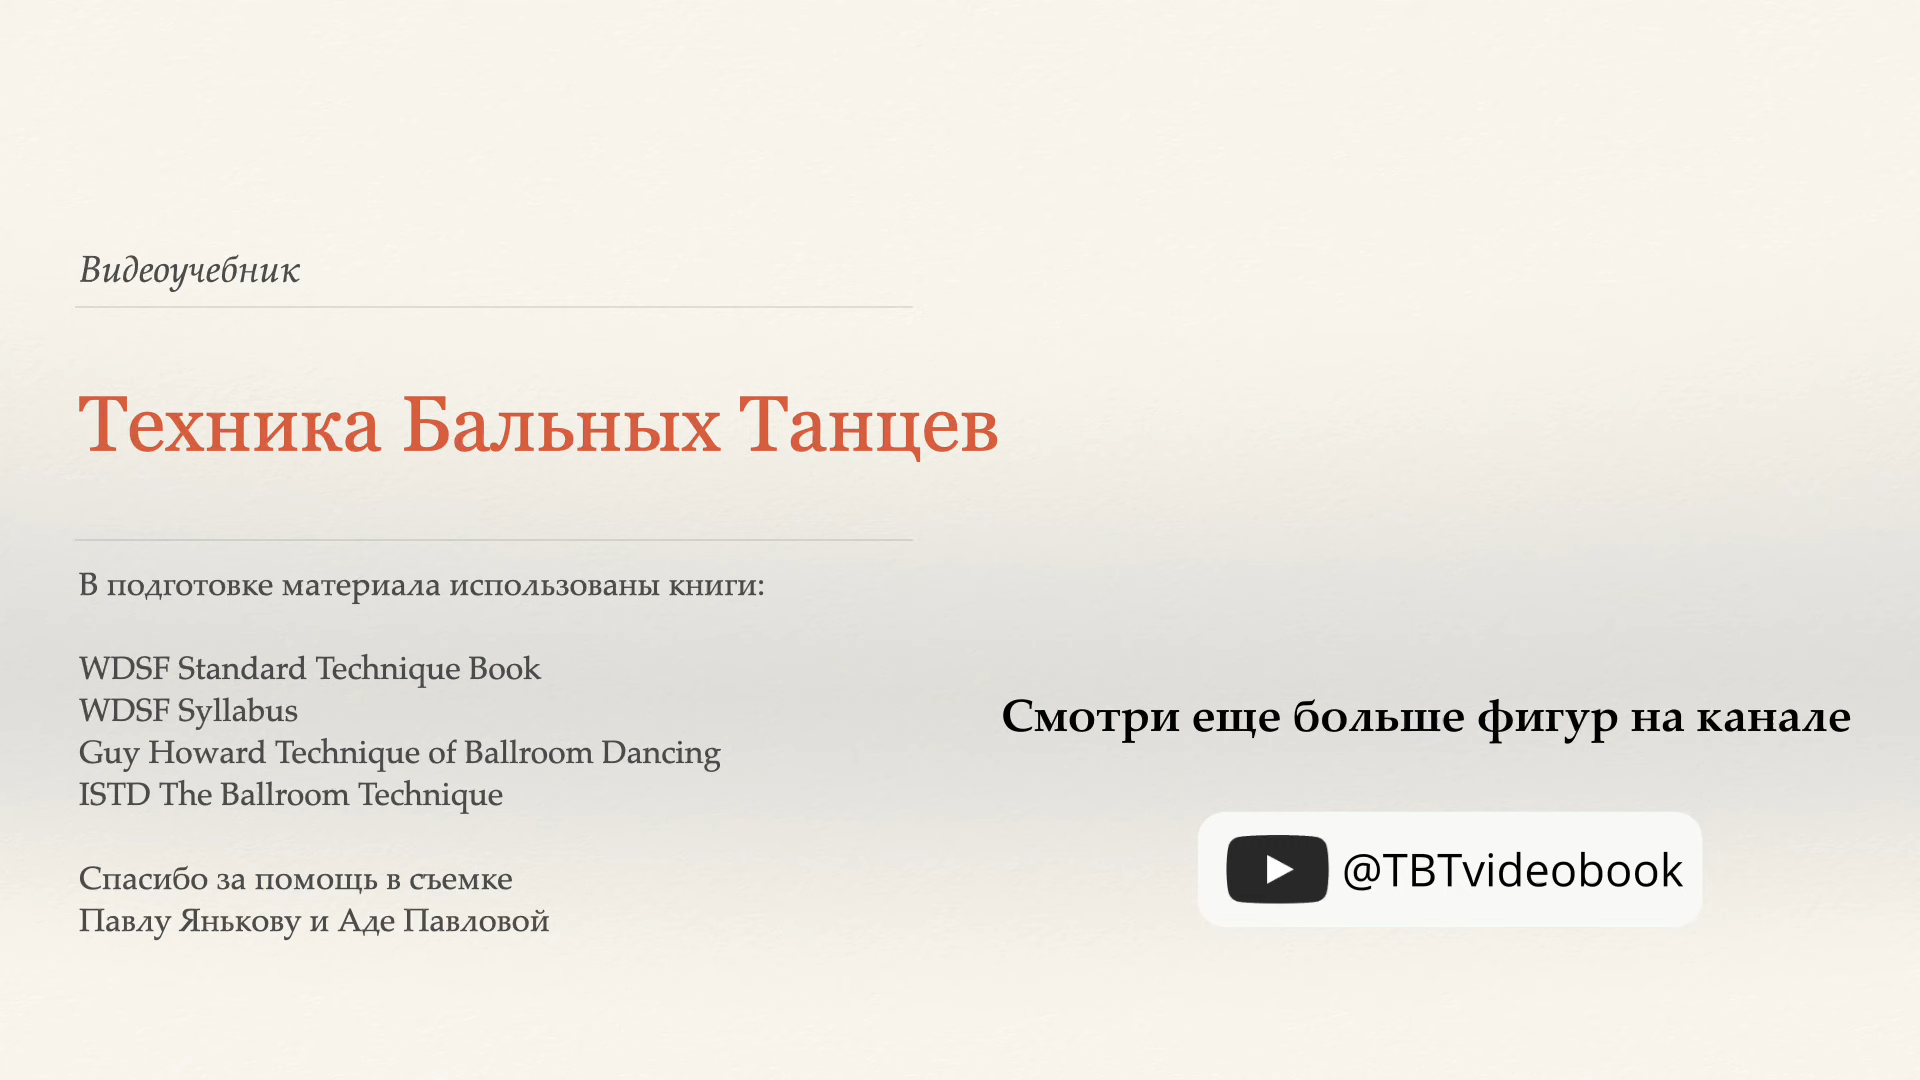 Видеоучебник
Техника Бальных Танцев
В подготовке материала использованы книги:
WDSF Standard Technique Book
WDSF Syllabus
Guy Howard Technique of Ballroom Dancing
ISTD The Ballroom Technique
Спасибо за помощь в съемке
Павлу Янькову и Аде Павловой
Смотри еще больше фигур на канале
@TBTvideobook